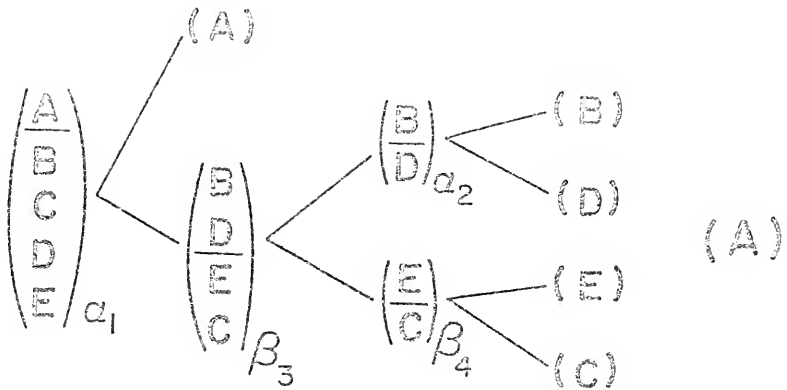 (A)
(A
B
C
D
E) α₁
(B
D
E
C) β₃
(B
D) α₂
(E
C) β₄
(B)
(D)
(E)
(C)
(A)